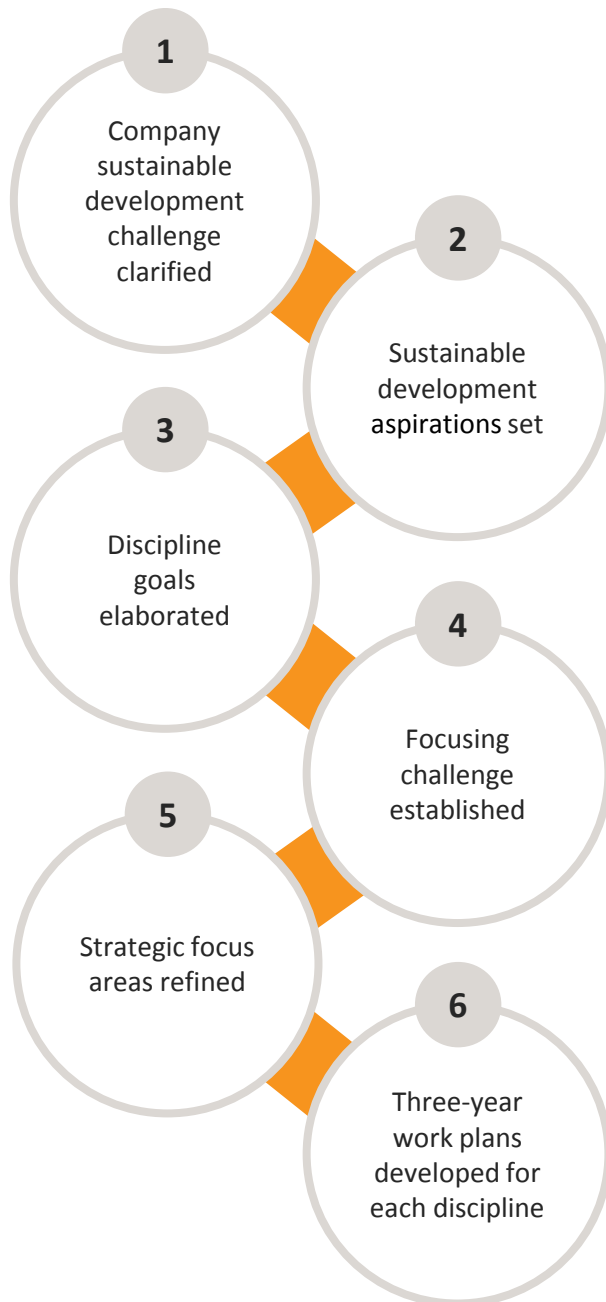 1
Company
sustainable
development
challenge
clarified
2
Sustainable
development
aspirations set
3
Discipline
goals
elaborated
4
Focusing
challenge
established
5
Strategic focus
areas refined
6
Three-year
work plans
developed for
each discipline